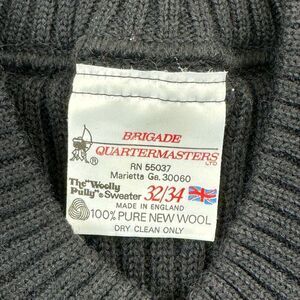 BRIGADE
QUARTERMASTERS
LTD
RN 55037
Marietta Ga. 30060
The "Woolly
Pully"® Sweater 32/34
MADE IN ENGLAND
100% PURE NEW WOOL
DRY CLEAN ONLY